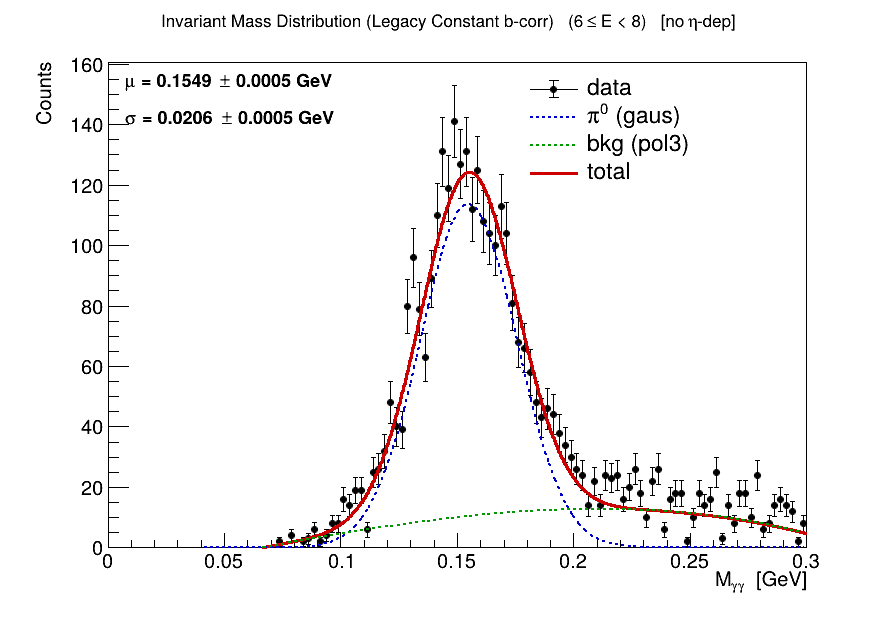 Invariant Mass Distribution (Legacy Constant b-corr) (6 ≤ E < 8) [no η-dep]
Counts
160
140
120
100
80
60
40
20
0
μ = 0.1549 ± 0.0005 GeV
σ = 0.0206 ± 0.0005 GeV
data
π⁰ (gaus)
bkg (pol3)
total
0 0.05 0.1 0.15 0.2 0.25 0.3
Mγγ [GeV]